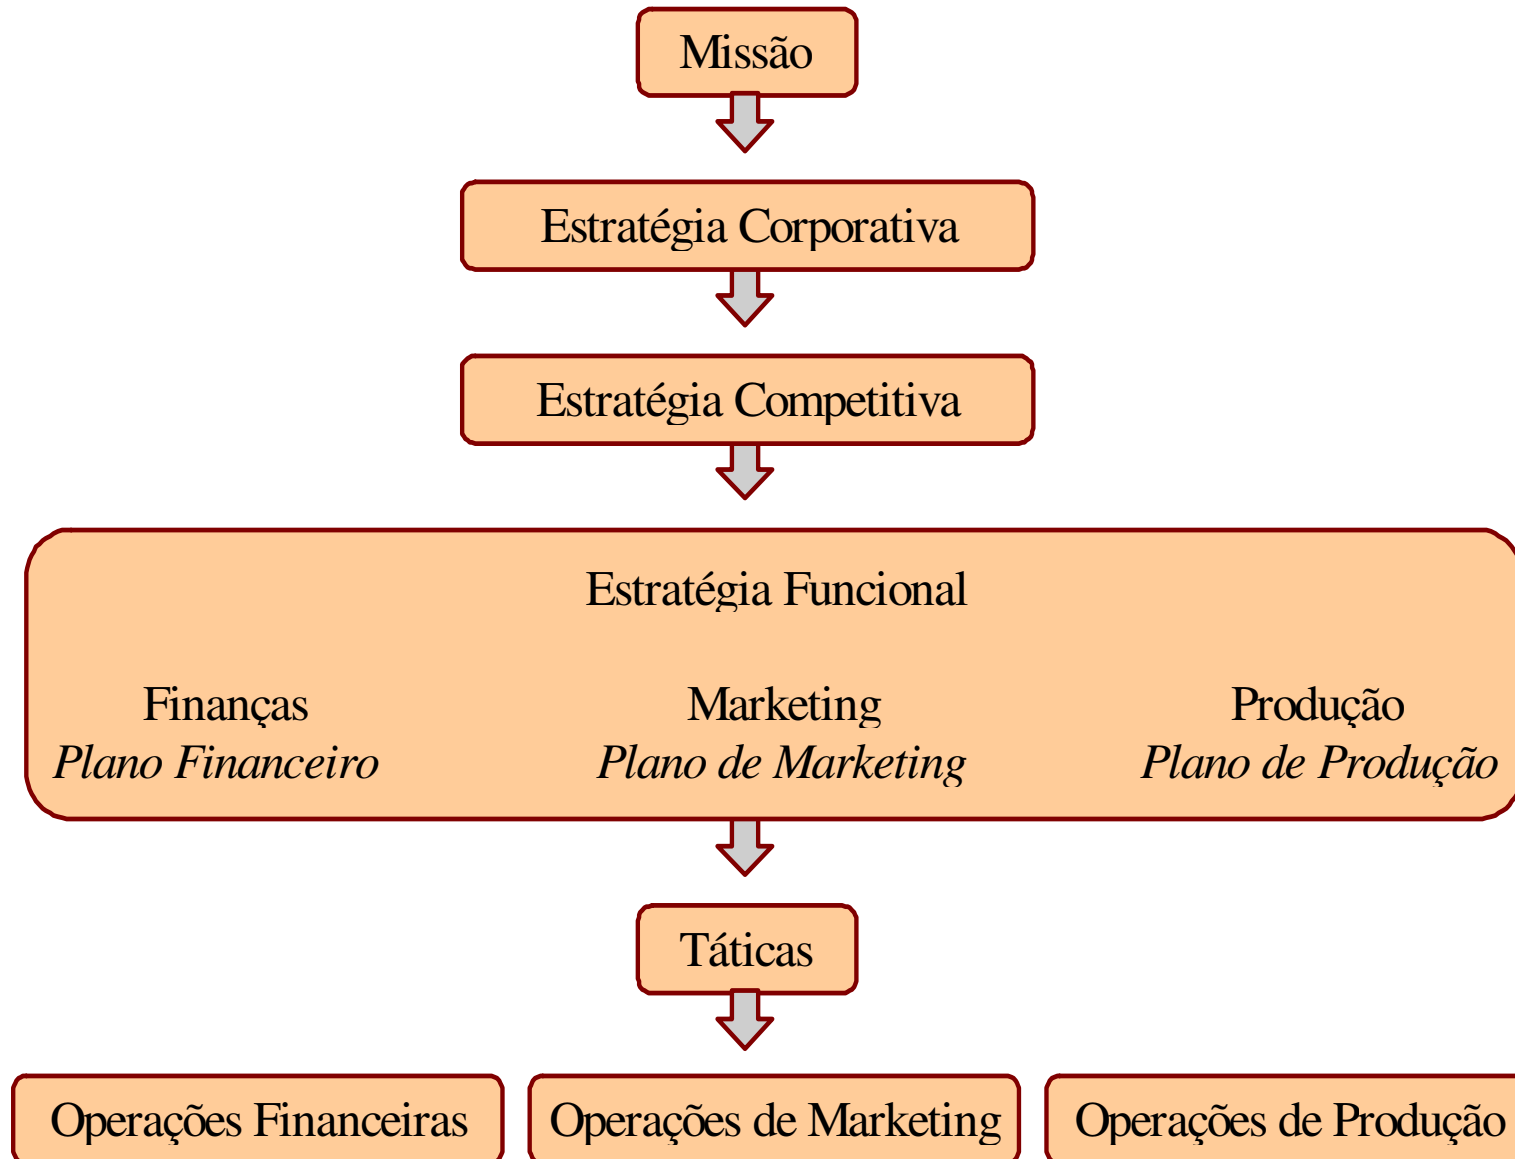 Missão
Estratégia Corporativa
Estratégia Competitiva
Estratégia Funcional
Finanças Marketing Produção
Plano Financeiro Plano de Marketing Plano de Produção
Táticas
Operações Financeiras Operações de Marketing Operações de Produção